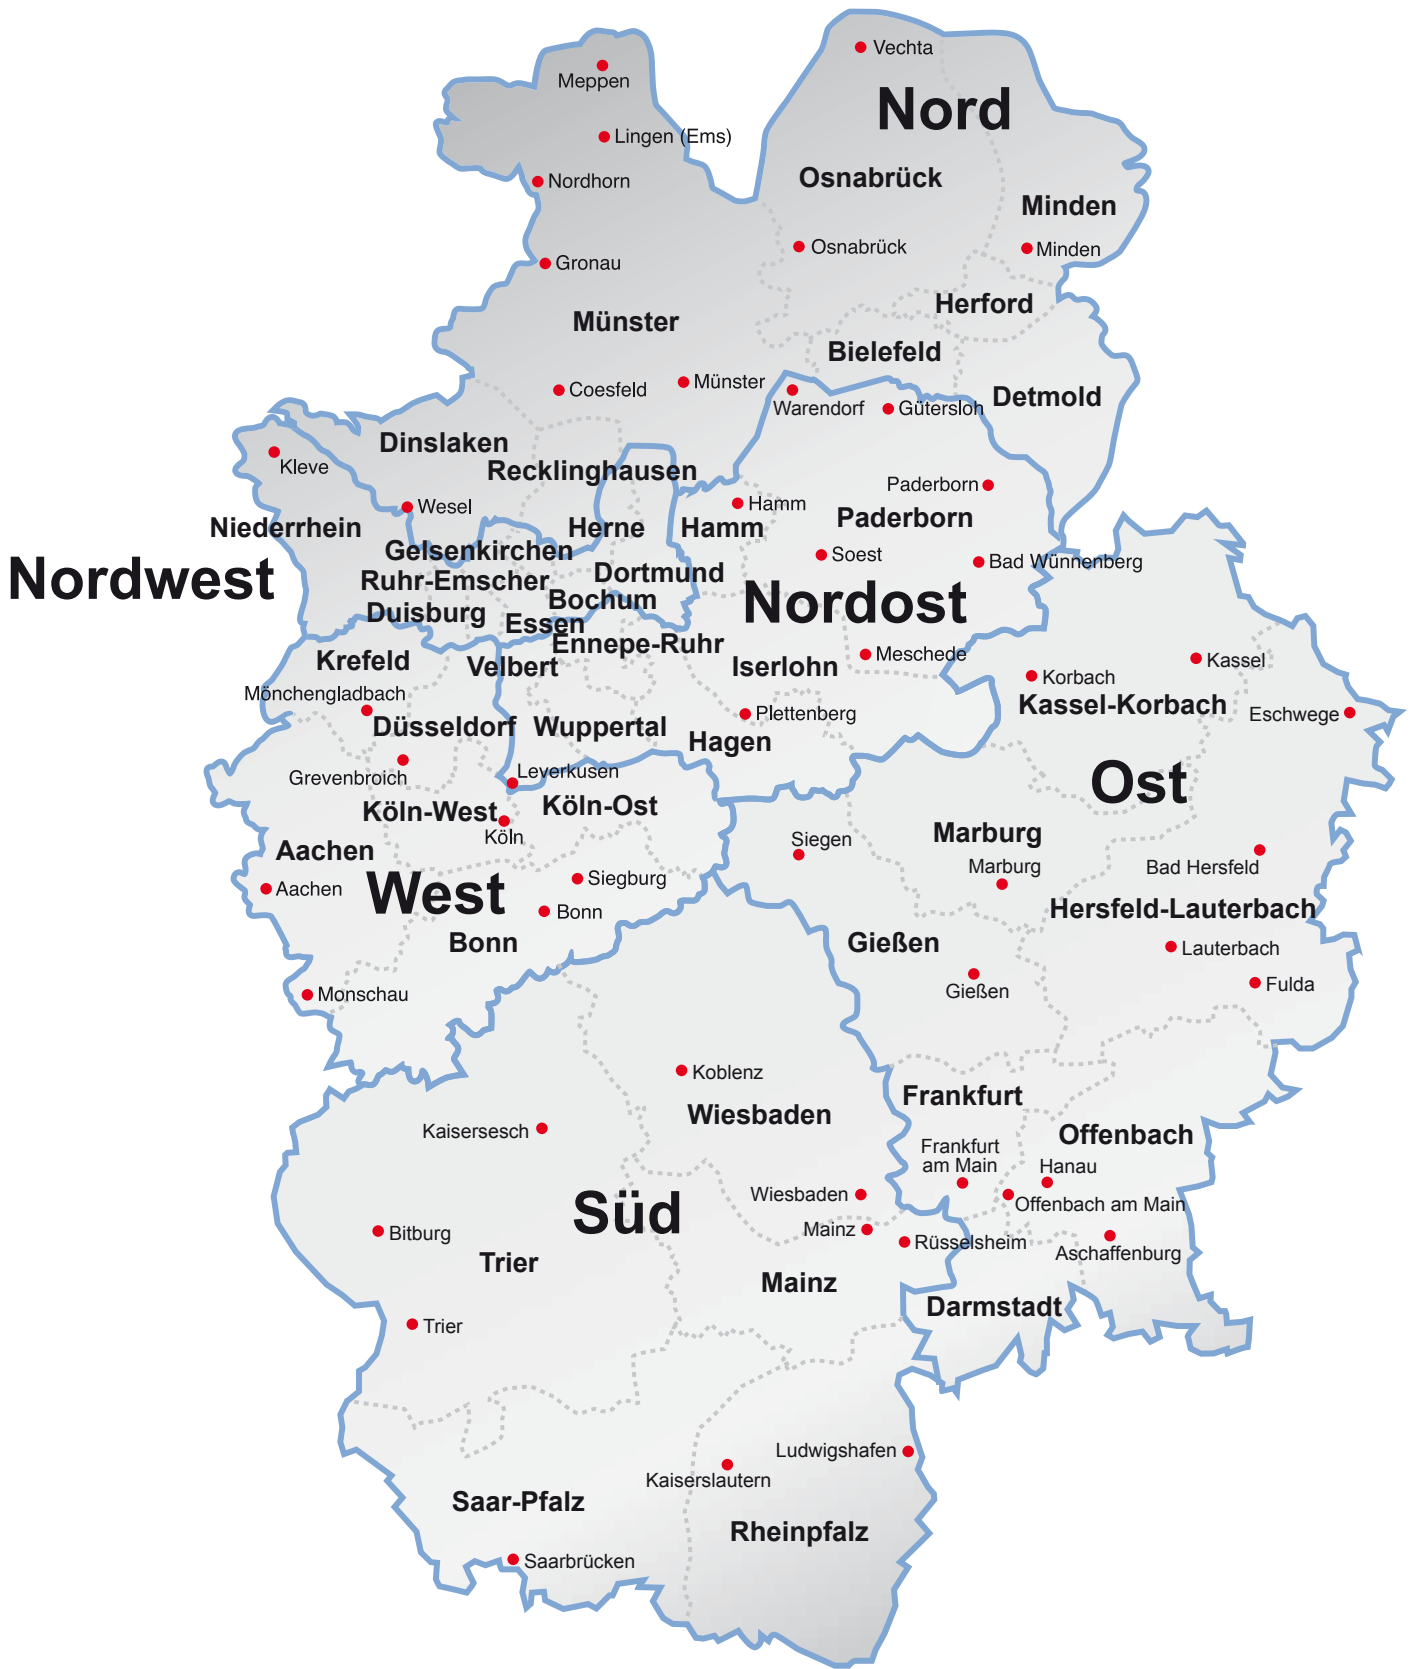 Vechta
Meppen
Nord
Lingen (Ems)
Nordhorn
Osnabrück
Minden
Osnabrück
Minden
Gronau
Herford
Münster
Bielefeld
Münster
Coesfeld
Detmold
Warendorf
Gütersloh
Dinslaken
Kleve
Recklinghausen
Paderborn
Hamm
Wesel
Paderborn
Niederrhein
Herne
Hamm
Gelsenkirchen
Soest
Bad Wünnenberg
Nordwest
Ruhr-Emscher
Dortmund
Bochum
Nordost
Duisburg
Essen
Ennepe-Ruhr
Krefeld
Velbert
Iserlohn
Meschede
Kassel
Korbach
Mönchengladbach
Kassel-Korbach
Plettenberg
Eschwege
Düsseldorf
Wuppertal
Hagen
Grevenbroich
Leverkusen
Ost
Köln-West
Köln-Ost
Köln
Marburg
Siegen
Aachen
Marburg
Bad Hersfeld
Aachen
West
Siegburg
Bonn
Hersfeld-Lauterbach
Bonn
Gießen
Lauterbach
Monschau
Gießen
Fulda
Koblenz
Frankfurt
Wiesbaden
Kaisersesch
Offenbach
Frankfurt
am Main
Hanau
Wiesbaden
Offenbach am Main
Süd
Bitburg
Mainz
Rüsselsheim
Aschaffenburg
Trier
Mainz
Darmstadt
Trier
Ludwigshafen
Kaiserslautern
Saar-Pfalz
Rheinpfalz
Saarbrücken